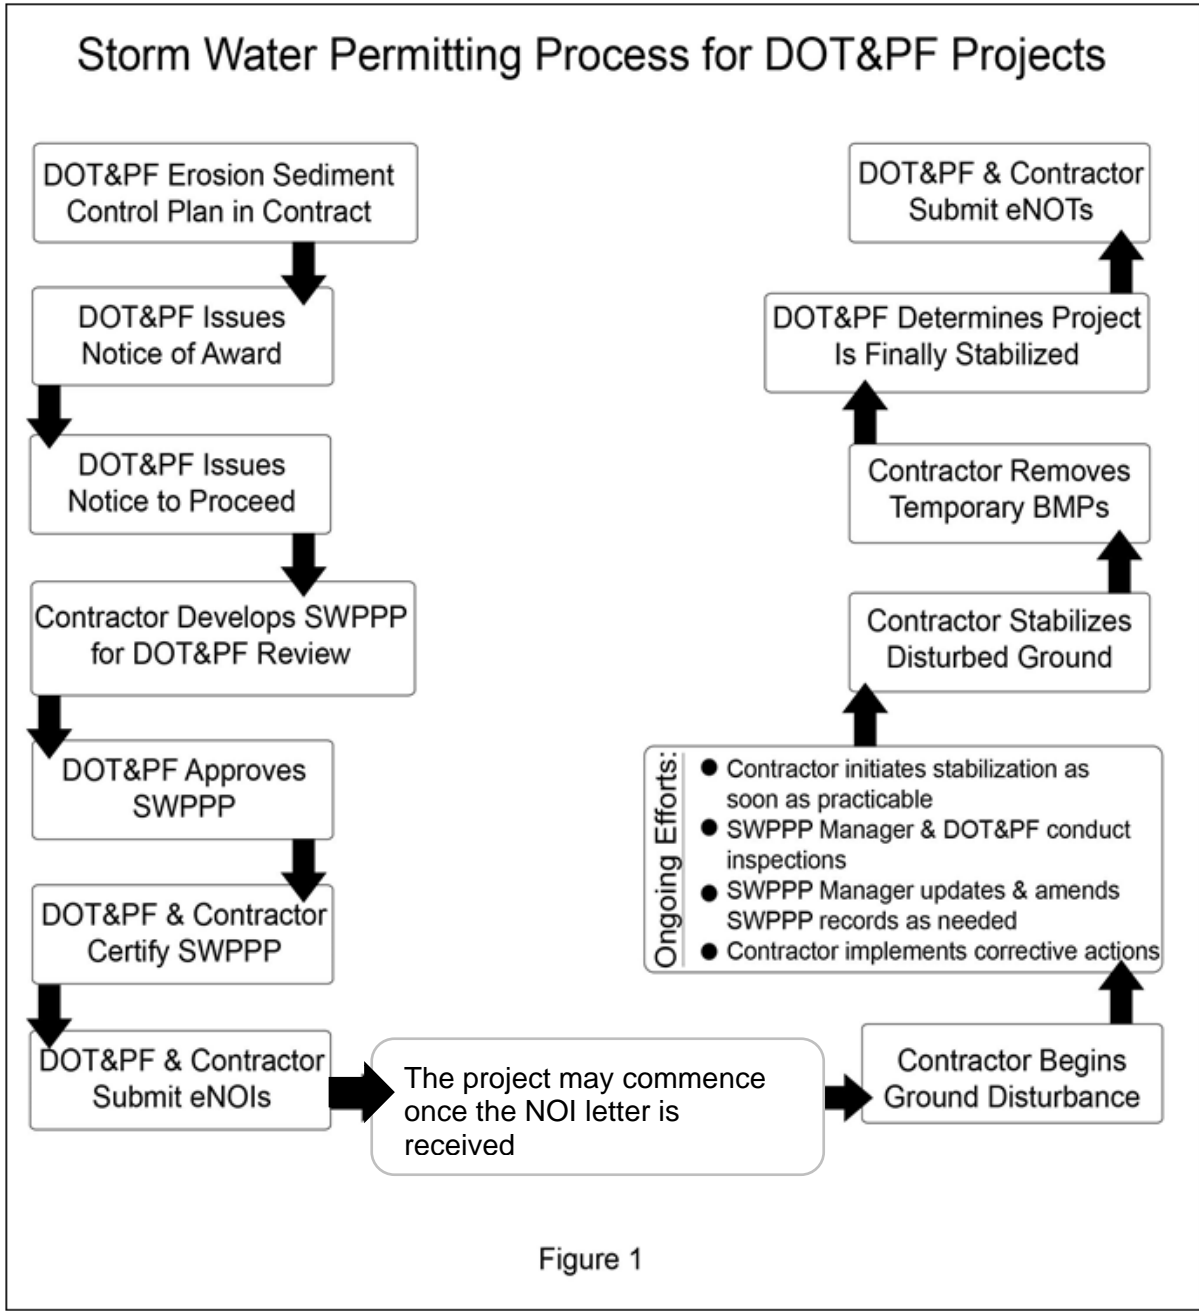 Storm Water Permitting Process for DOT&PF Projects
DOT&PF Erosion Sediment
Control Plan in Contract
DOT&PF Issues
Notice of Award
DOT&PF Issues
Notice to Proceed
Contractor Develops SWPPP
for DOT&PF Review
DOT&PF Approves
SWPPP
DOT&PF & Contractor
Certify SWPPP
DOT&PF & Contractor
Submit eNOIs
The project may commence
once the NOI letter is
received
Contractor Begins
Ground Disturbance
Ongoing Efforts:
● Contractor initiates stabilization as
soon as practicable
● SWPPP Manager & DOT&PF conduct
inspections
● SWPPP Manager updates & amends
SWPPP records as needed
● Contractor implements corrective actions
Contractor Stabilizes
Disturbed Ground
Contractor Removes
Temporary BMPs
DOT&PF Determines Project
Is Finally Stabilized
DOT&PF & Contractor
Submit eNOTs
Figure 1